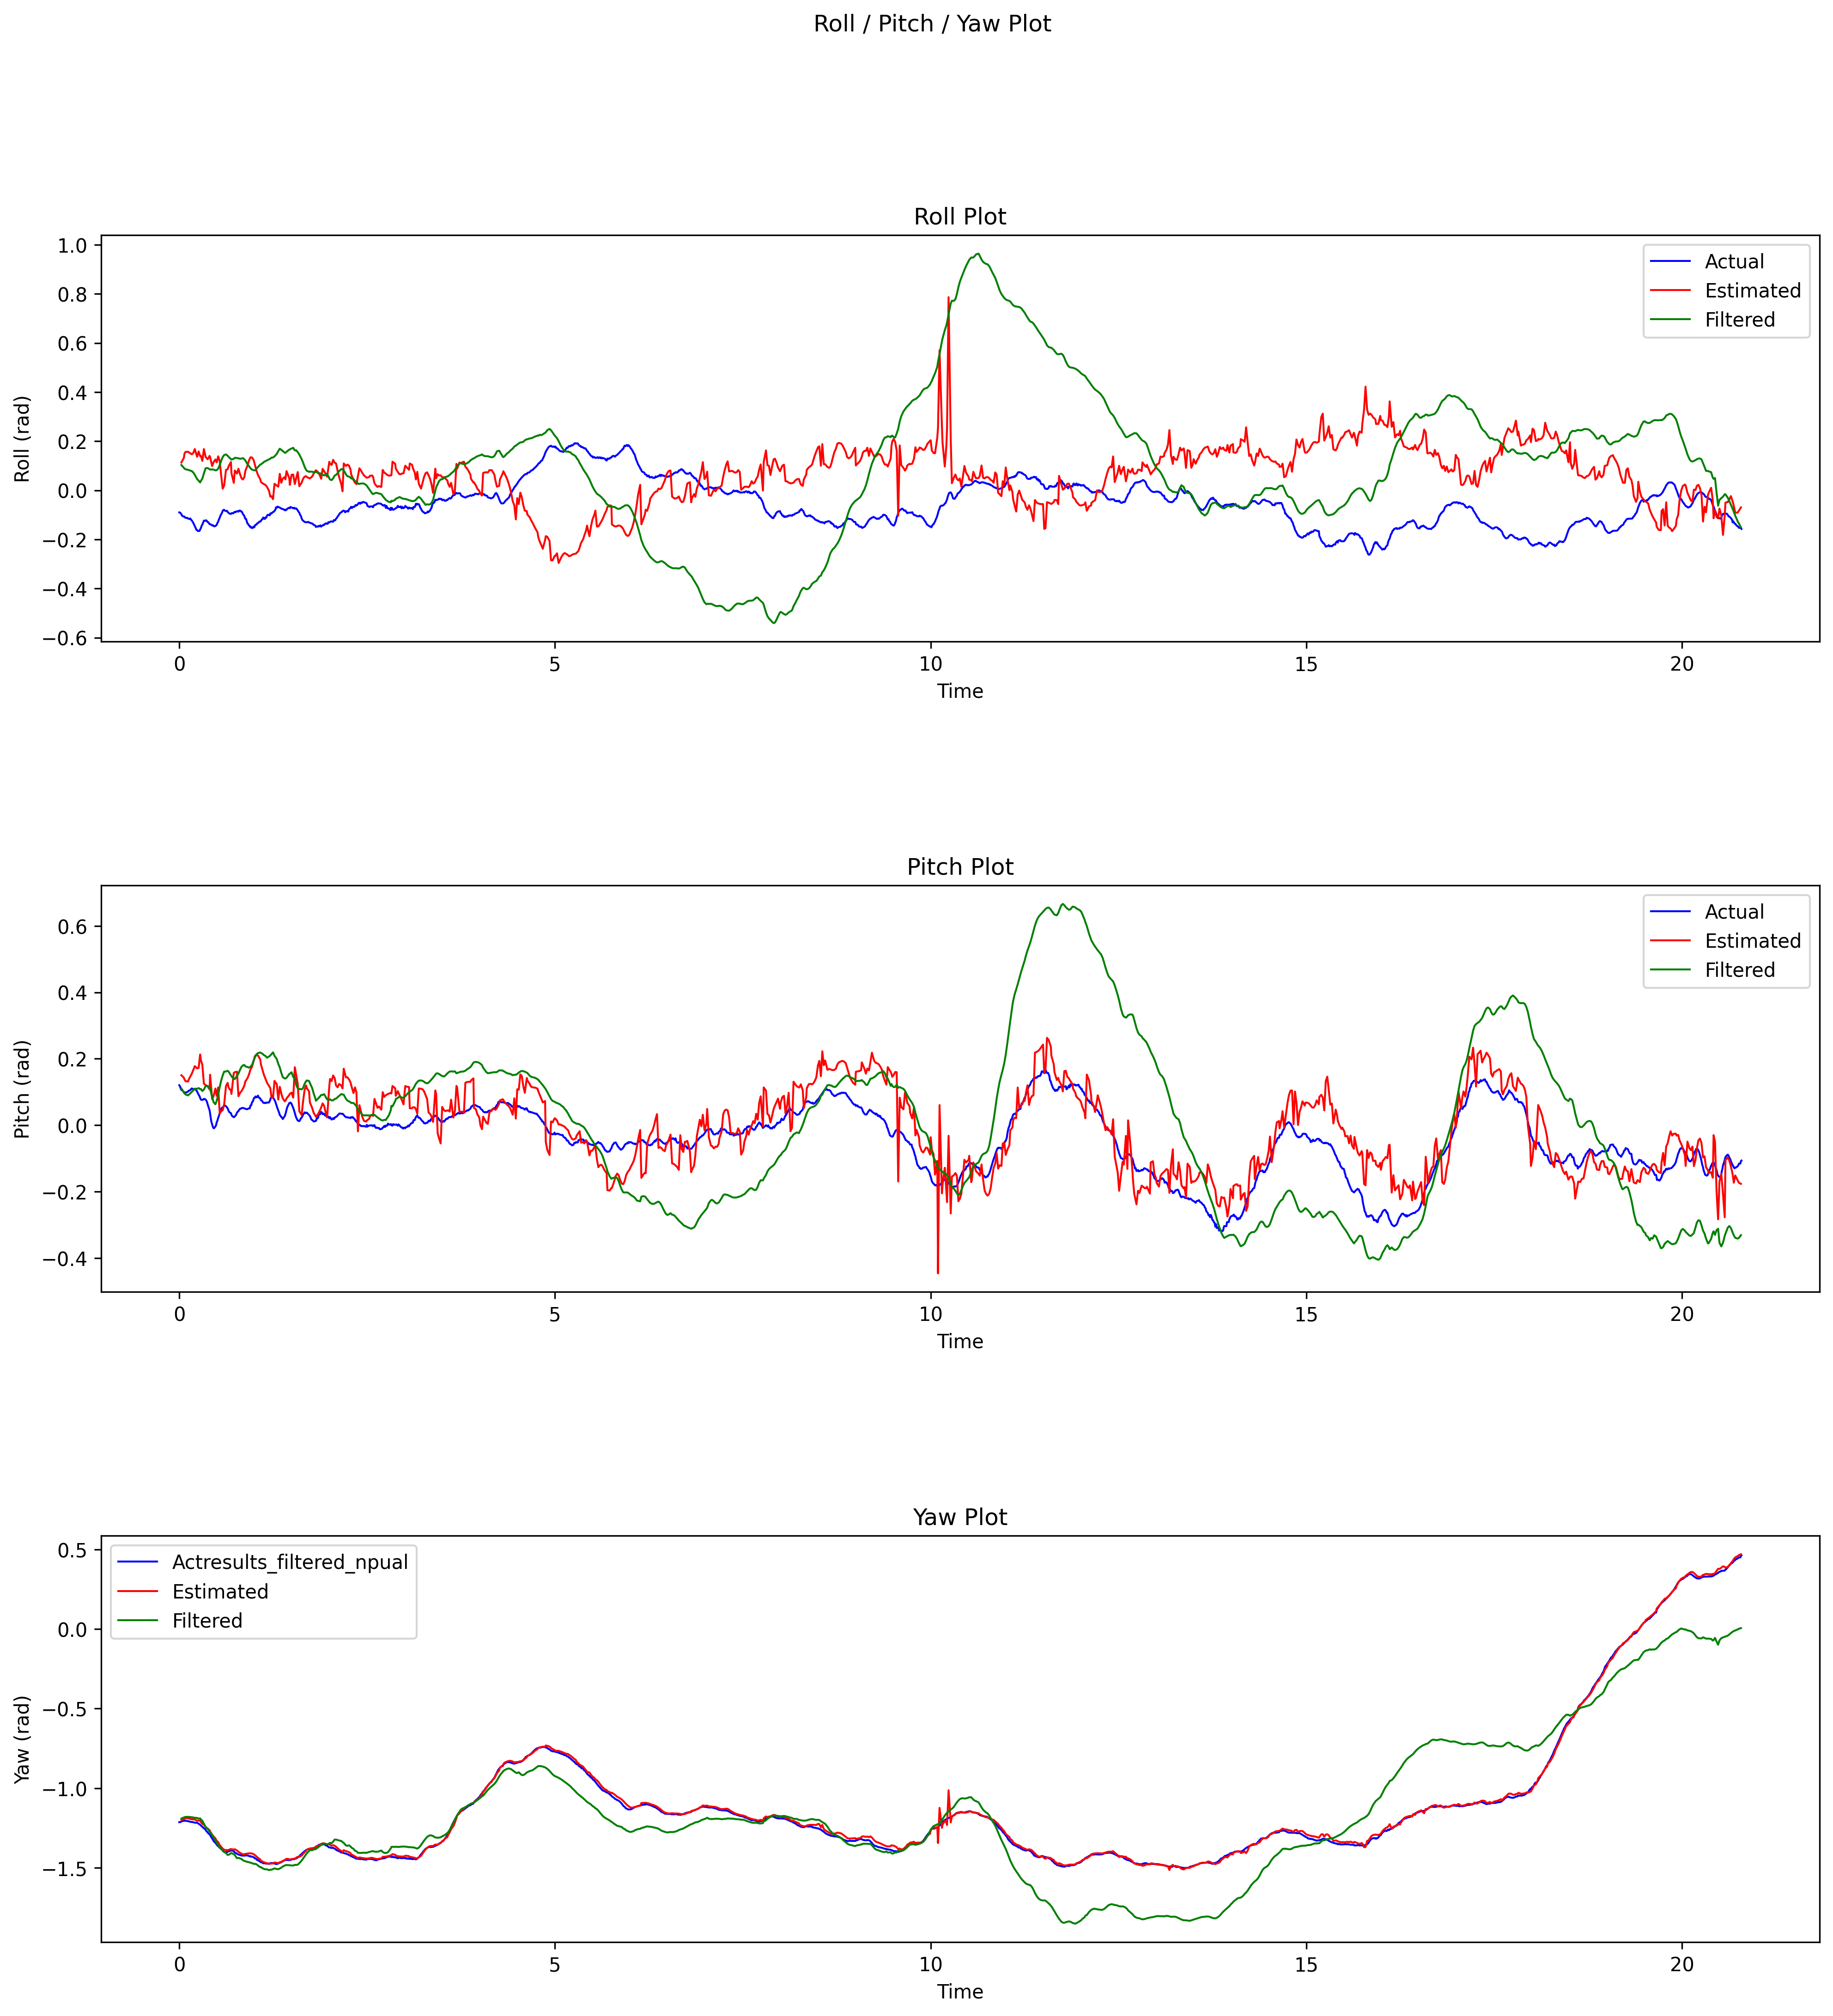 Roll / Pitch / Yaw Plot
Roll Plot
1.0
0.8
0.6
0.4
0.2
0.0
−0.2
−0.4
−0.6
Roll (rad)
Actual
Estimated
Filtered
0 5 10 15 20
Time
Pitch Plot
0.6
0.4
0.2
0.0
−0.2
−0.4
Pitch (rad)
Actual
Estimated
Filtered
0 5 10 15 20
Time
Yaw Plot
0.5
0.0
−0.5
−1.0
−1.5
Yaw (rad)
Actresults_filtered_npual
Estimated
Filtered
0 5 10 15 20
Time